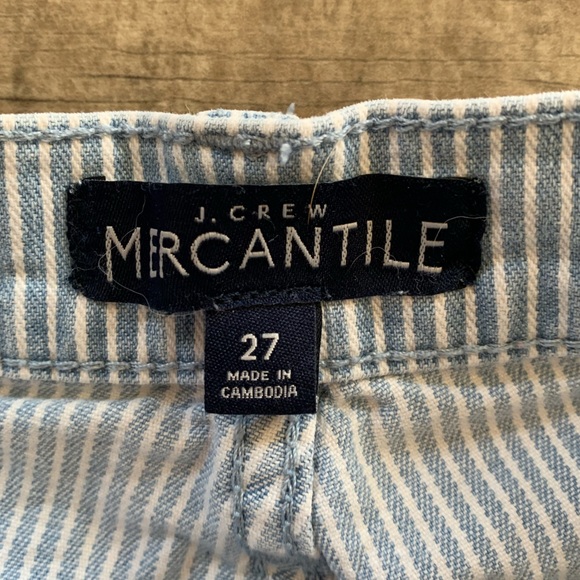 J. CREW
MERCANTILE
27
MADE IN
CAMBODIA